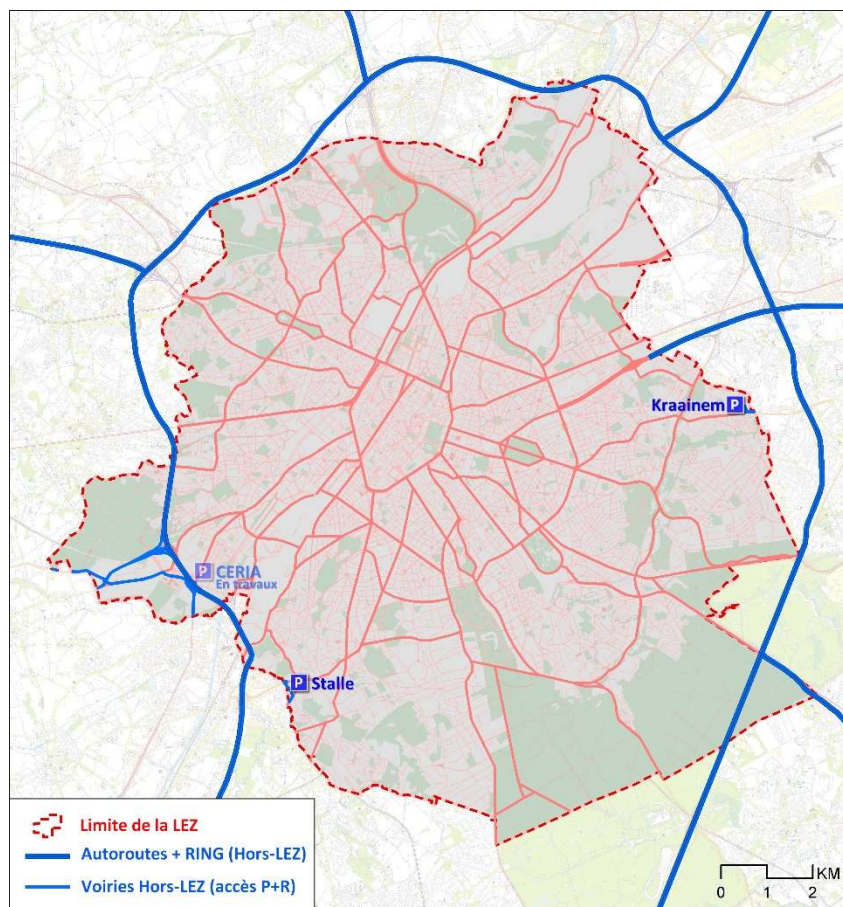 Kraainem P
P CERIA
En travaux
P Stalle
Limite de la LEZ
Autoroutes + RING (Hors-LEZ)
Voiries Hors-LEZ (accès P+R)
KM
0 1 2